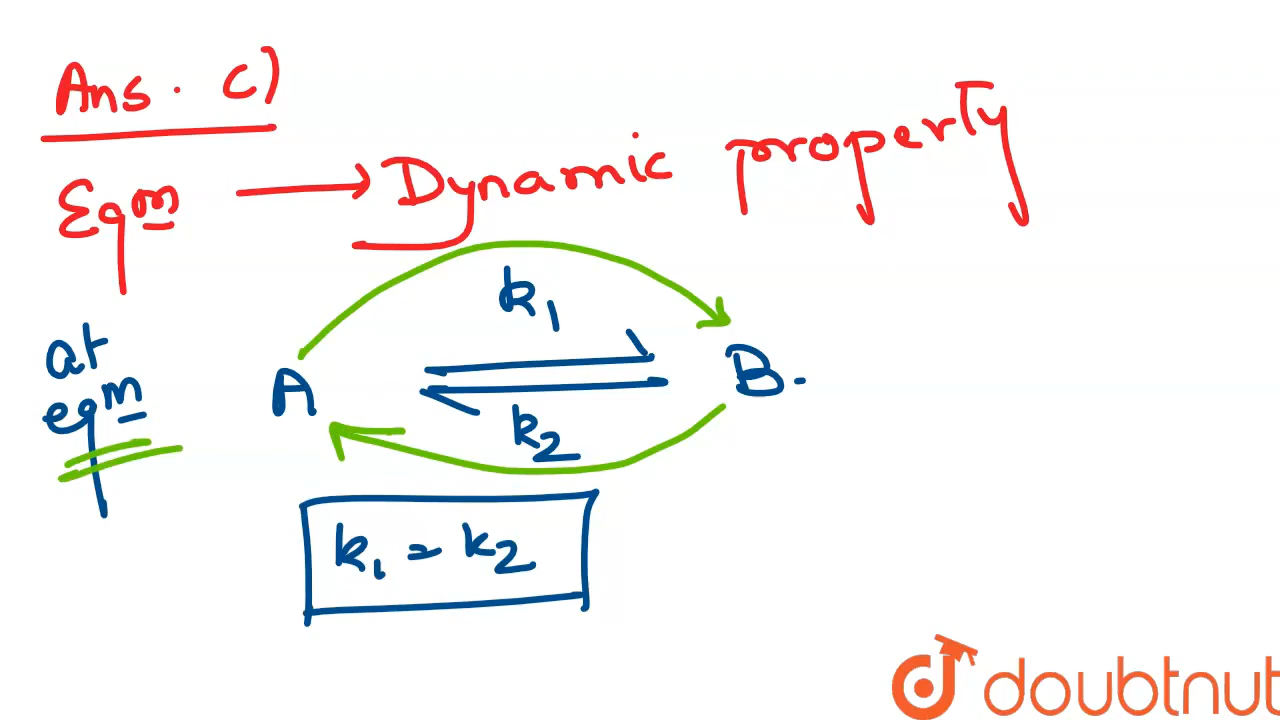 Ans. c)
Eqm → Dynamic property
k1
at
eqm
A ⇌ B.
k2
k1 = k2
doubtnut